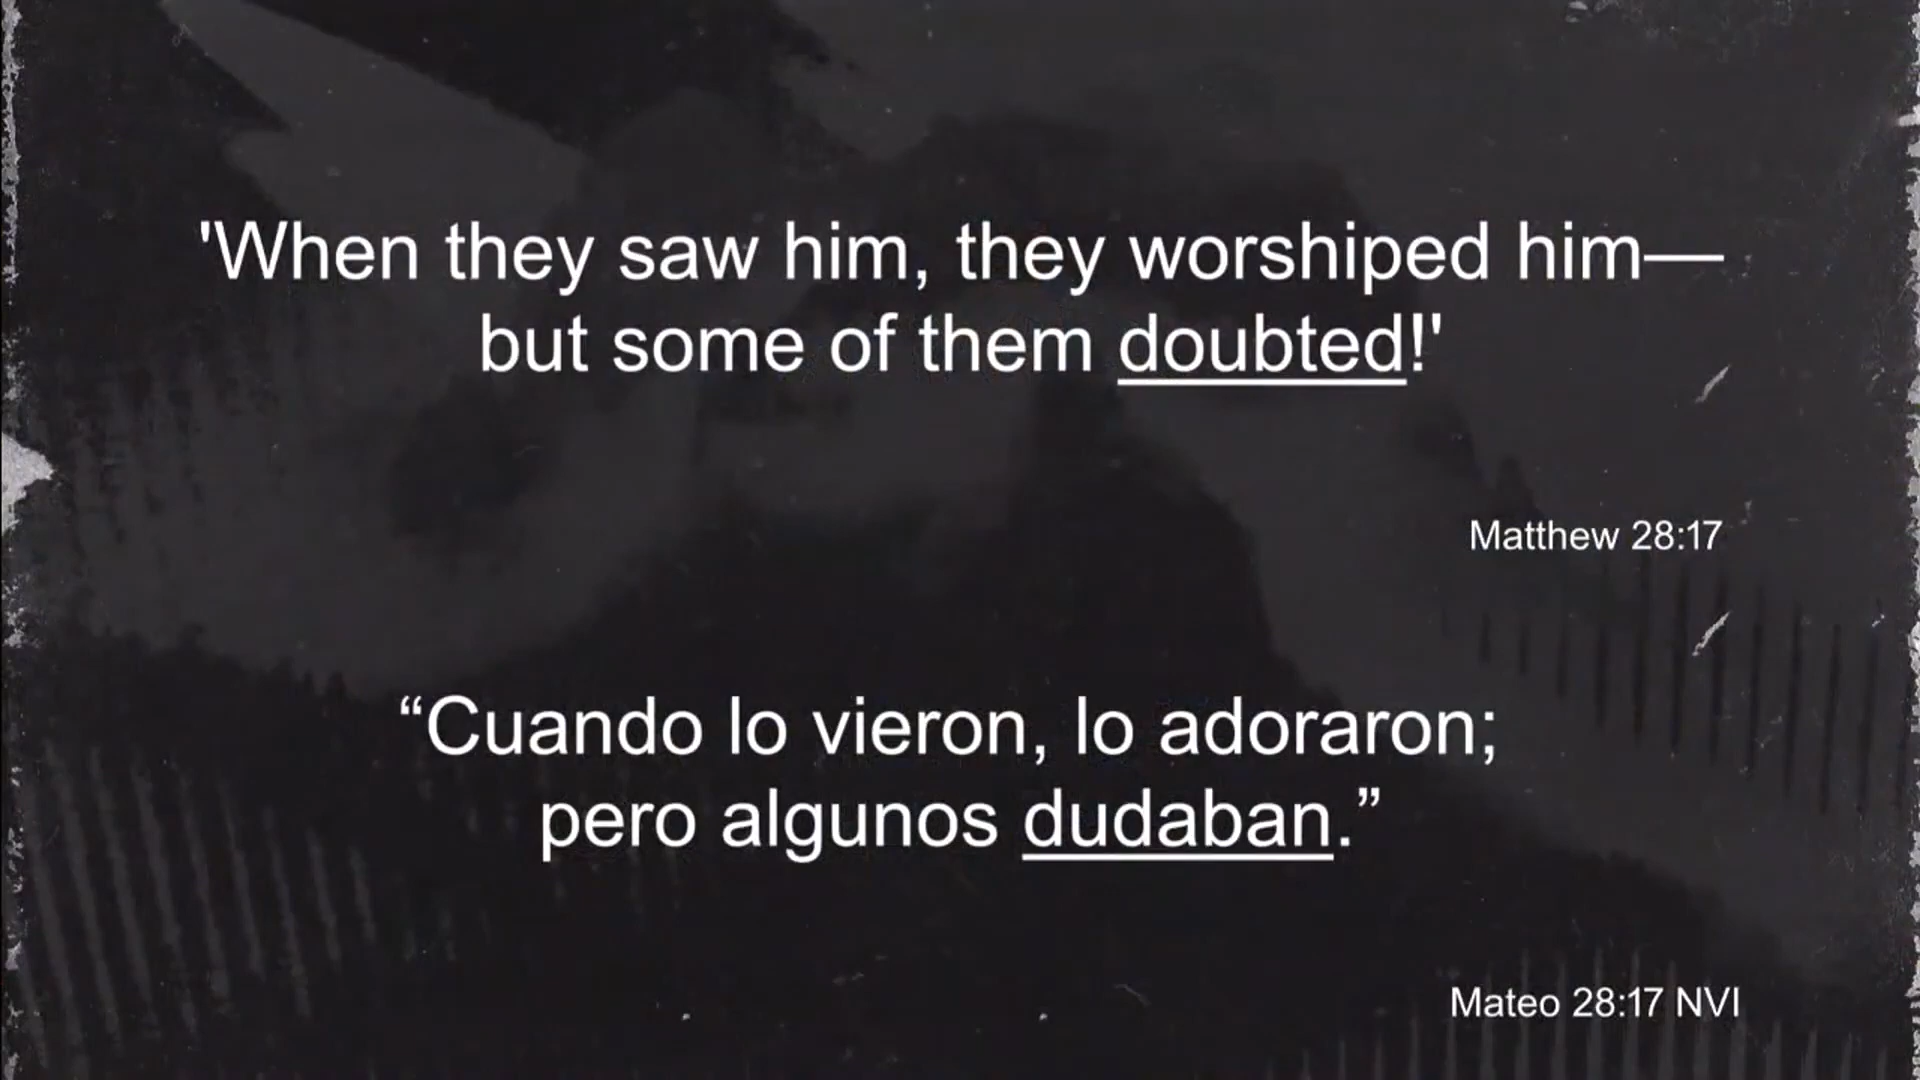 'When they saw him, they worshiped him—
but some of them doubted!'
Matthew 28:17
“Cuando lo vieron, lo adoraron;
pero algunos dudaban.”
Mateo 28:17 NVI